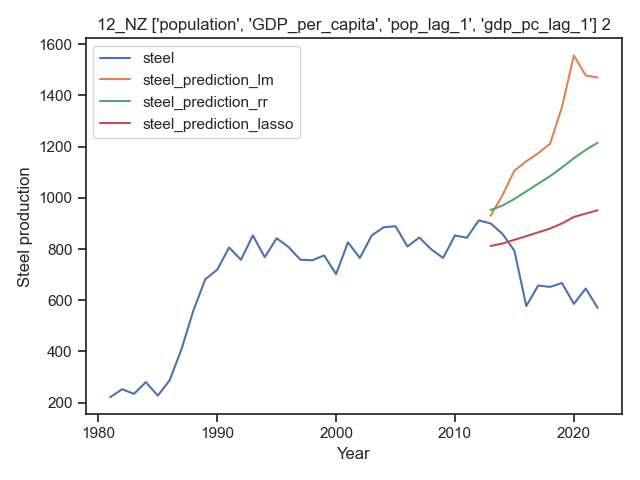 12_NZ ['population', 'GDP_per_capita', 'pop_lag_1', 'gdp_pc_lag_1'] 2
steel
steel_prediction_lm
steel_prediction_rr
steel_prediction_lasso
1600
1400
1200
1000
800
600
400
200
Steel production
1980
1990
2000
2010
2020
Year